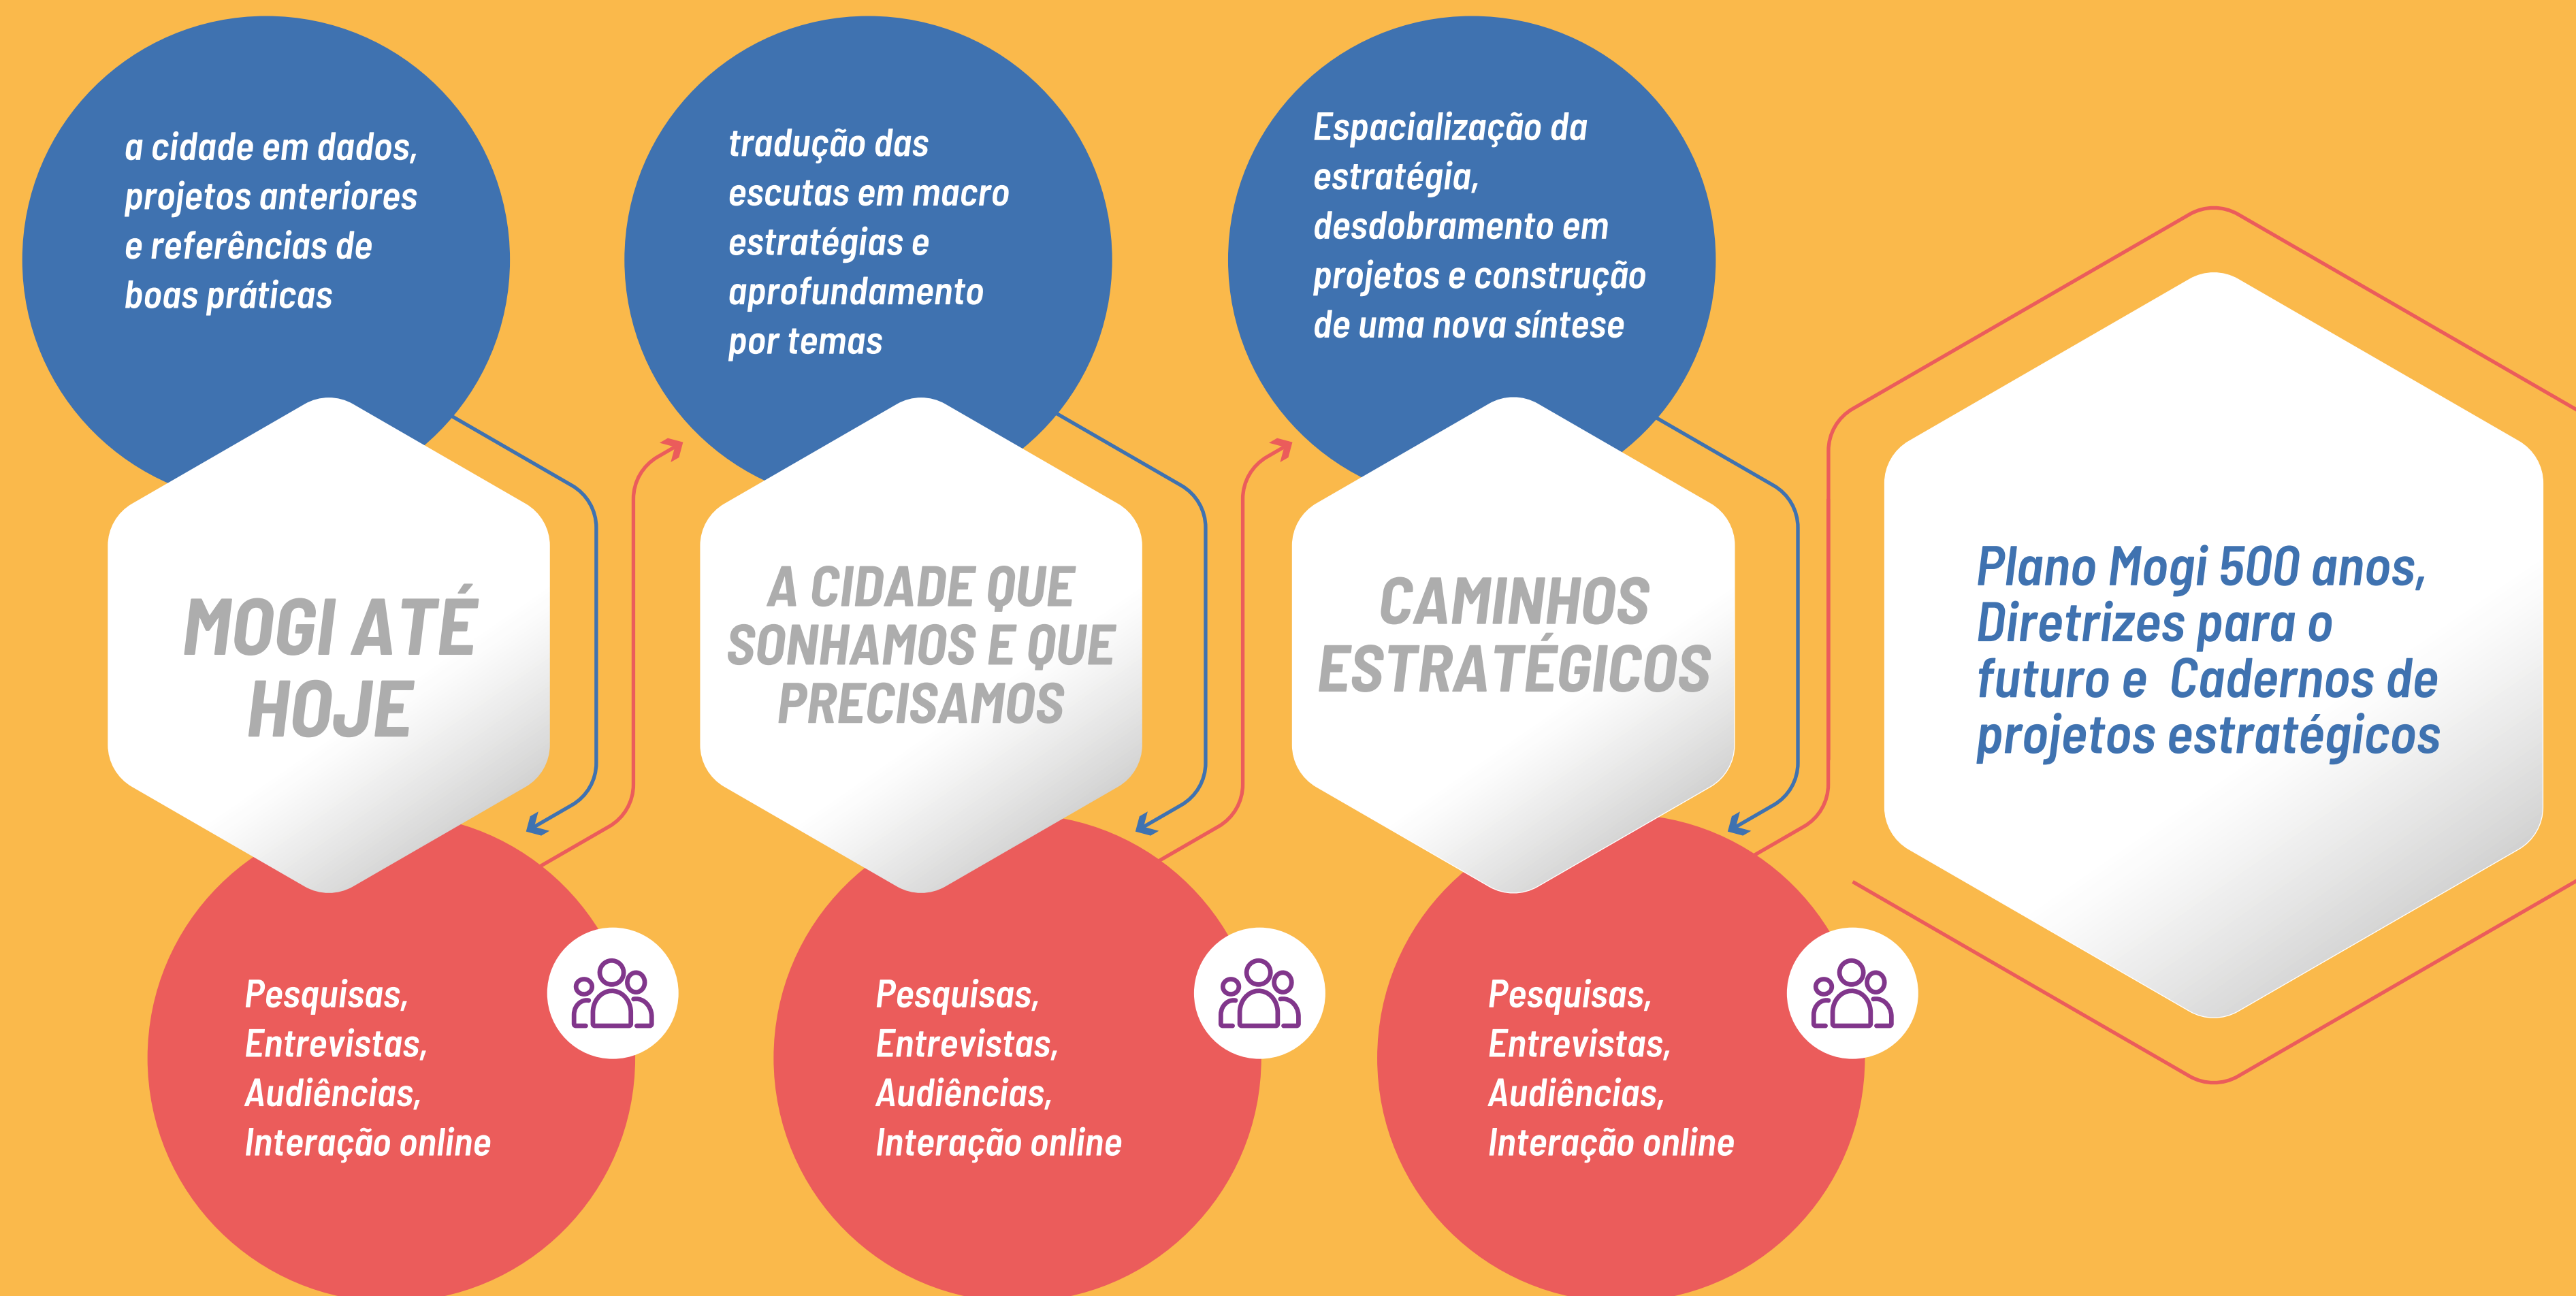 a cidade em dados,
projetos anteriores
e referências de
boas práticas
MOGI ATÉ
HOJE
Pesquisas,
Entrevistas,
Audiências,
Interação online
tradução das
escutas em macro
estratégias e
aprofundamento
por temas
A CIDADE QUE
SONHAMOS E QUE
PRECISAMOS
Pesquisas,
Entrevistas,
Audiências,
Interação online
Espacialização da
estratégia,
desdobramento em
projetos e construção
de uma nova síntese
CAMINHOS
ESTRATÉGICOS
Pesquisas,
Entrevistas,
Audiências,
Interação online
Plano Mogi 500 anos,
Diretrizes para o
futuro e Cadernos de
projetos estratégicos